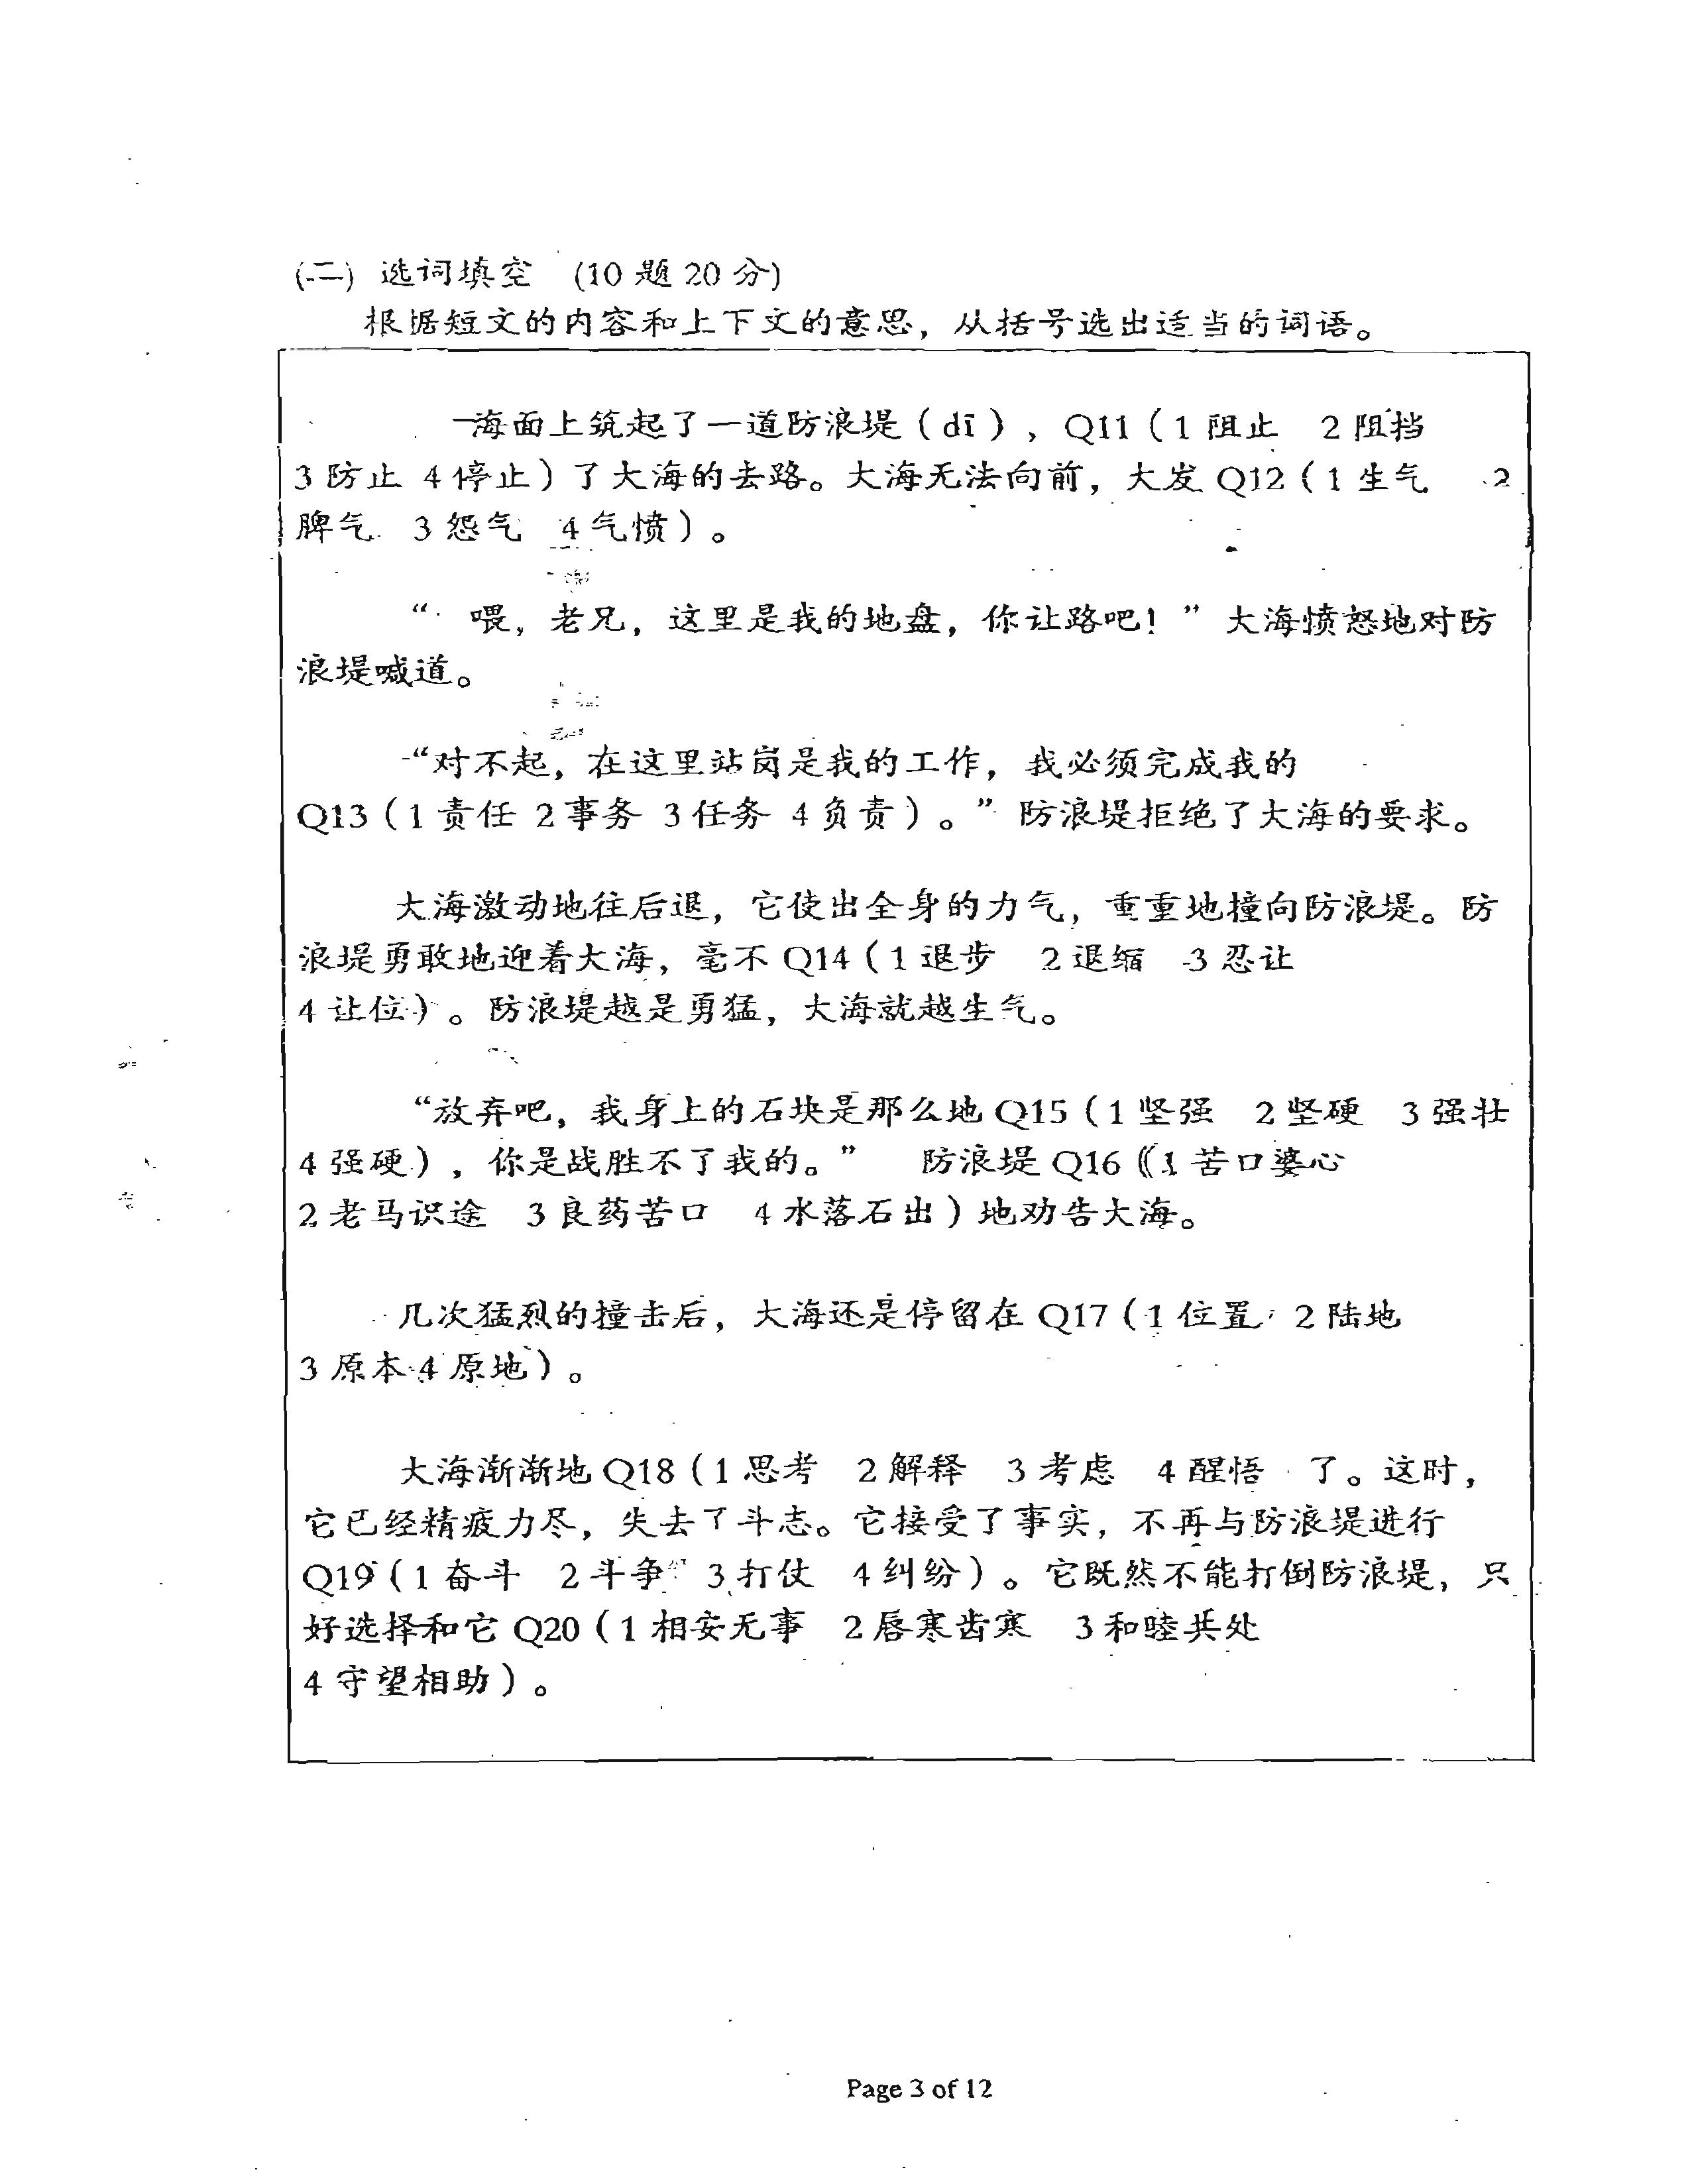 (二) 选词填空 (10 题 20 分)
根据短文的内容和上下文的意思，从括号选出适当的词语。
海面上筑起了一道防浪堤（dī），Q11（1 阻止 2 阻挡
3 防止 4 停止）了大海的去路。大海无法向前，大发 Q12（1 生气 2
脾气 3 怨气 4 气愤）。
“ 喂，老兄，这里是我的地盘，你让路吧！”大海愤怒地对防
浪堤喊道。
“对不起，在这里站岗是我的工作，我必须完成我的
Q13（1 责任 2 事务 3 任务 4 负责）。”防浪堤拒绝了大海的要求。
大海激动地往后退，它使出全身的力气，重重地撞向防浪堤。防
浪堤勇敢地迎着大海，毫不 Q14（1 退步 2 退缩 3 忍让
4 让位）。防浪堤越是勇猛，大海就越生气。
“放弃吧，我身上的石块是那么地 Q15（1 坚强 2 坚硬 3 强壮
4 强硬），你是战胜不了我的。” 防浪堤 Q16（1 苦口婆心
2 老马识途 3 良药苦口 4 水落石出）地劝告大海。
几次猛烈的撞击后，大海还是停留在 Q17（1 位置 2 陆地
3 原本 4 原地）。
大海渐渐地 Q18（1 思考 2 解释 3 考虑 4 醒悟 了。这时，
它已经精疲力尽，失去了斗志。它接受了事实，不再与防浪堤进行
Q19（1 奋斗 2 斗争 3 打仗 4 纠纷）。它既然不能打倒防浪堤，只
好选择和它 Q20（1 相安无事 2 唇寒齿寒 3 和睦共处
4 守望相助）。
Page 3 of 12